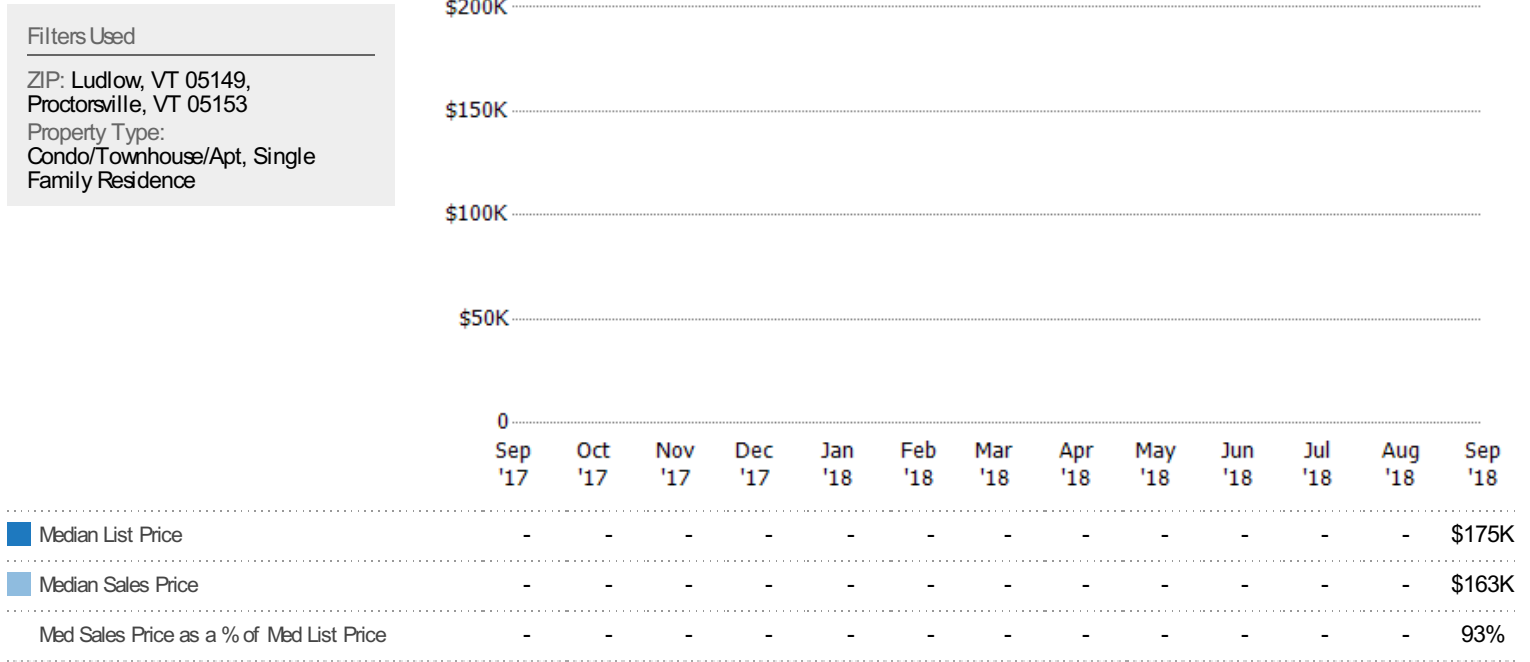 Filters Used
ZIP: Ludlow, VT 05149,
Proctorsville, VT 05153
Property Type:
Condo/Townhouse/Apt, Single
Family Residence
$200K
$150K
$100K
$50K
0
Sep Oct Nov Dec Jan Feb Mar Apr May Jun Jul Aug Sep
'17 '17 '17 '17 '18 '18 '18 '18 '18 '18 '18 '18 '18
Median List Price - - - - - - - - - - - - $175K
Median Sales Price - - - - - - - - - - - - $163K
Med Sales Price as a % of Med List Price - - - - - - - - - - - - 93%